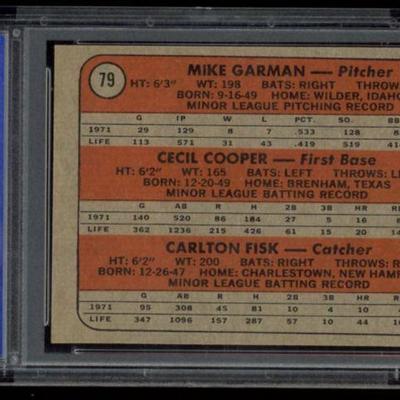 79
MIKE GARMAN — Pitcher
HT: 6'3" WT: 198 BATS: RIGHT THROWS
BORN: 9-16-49 HOME: WILDER, IDAHO
MINOR LEAGUE PITCHING RECORD
G IP W L PCT. SO BB
1971 29 129 8 7 .533 128
LIFE 113 571 31 43 .419 519
CECIL COOPER — First Base
HT: 6'2" WT: 165 BATS: LEFT THROWS: L
BORN: 12-20-49 HOME: BRENHAM, TEXAS
MINOR LEAGUE BATTING RECORD
G AB R H 2B 3B HR
1971 140 520 86 184 27 5 16
LIFE 362 1236 215 426 57 15 30
CARLTON FISK — Catcher
HT: 6'2" WT: 200 BATS: RIGHT THROWS: R
BORN: 12-26-47 HOME: CHARLESTOWN, NEW HAMP
MINOR LEAGUE BATTING RECORD
G AB R H 2B 3B HR
1971 95 308 45 81 10 4 10
LIFE 347 1096 157 287 50 10 44